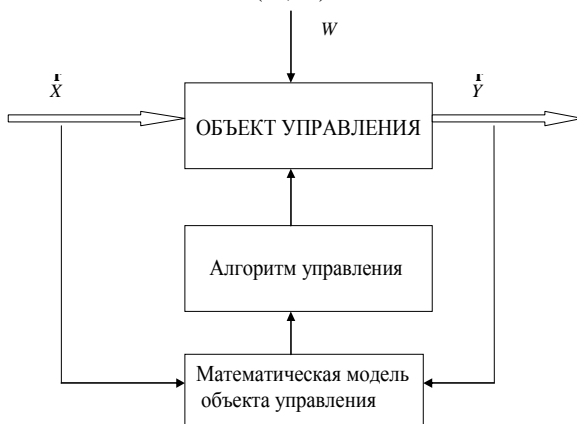 W
X
Y
ОБЪЕКТ УПРАВЛЕНИЯ
Алгоритм управления
Математическая модель
объекта управления